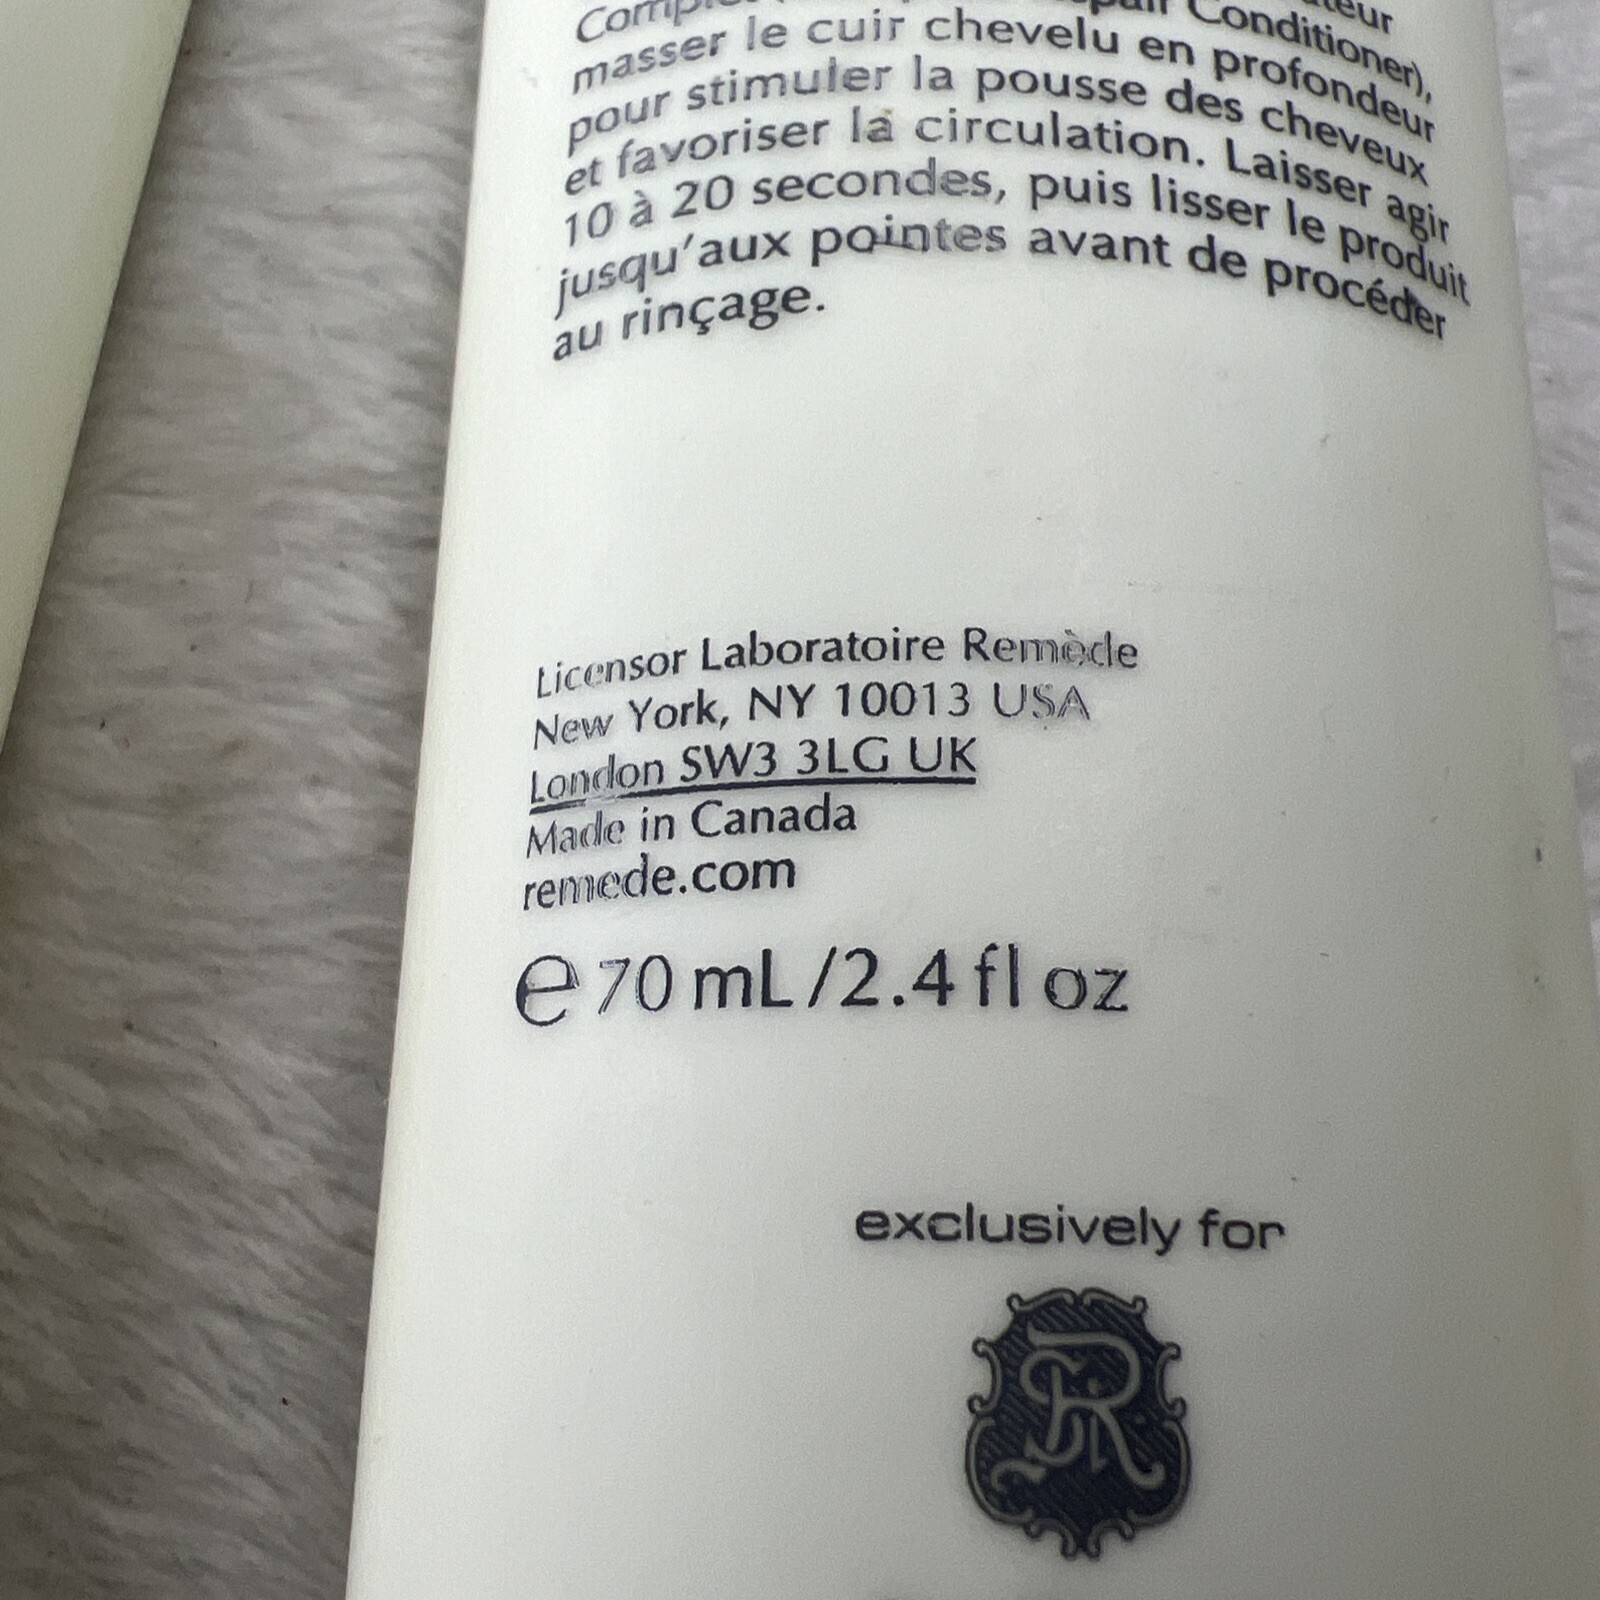 Conditioner),
masser le cuir chevelu en profondeur
pour stimuler la pousse des cheveux
et favoriser la circulation. Laisser agir
10 à 20 secondes, puis lisser le produit
jusqu'aux pointes avant de procéder
au rinçage.
Licensor Laboratoire Remède
New York, NY 10013 USA
London SW3 3LG UK
Made in Canada
remede.com
℮ 70 mL/2.4 fl oz
exclusively for